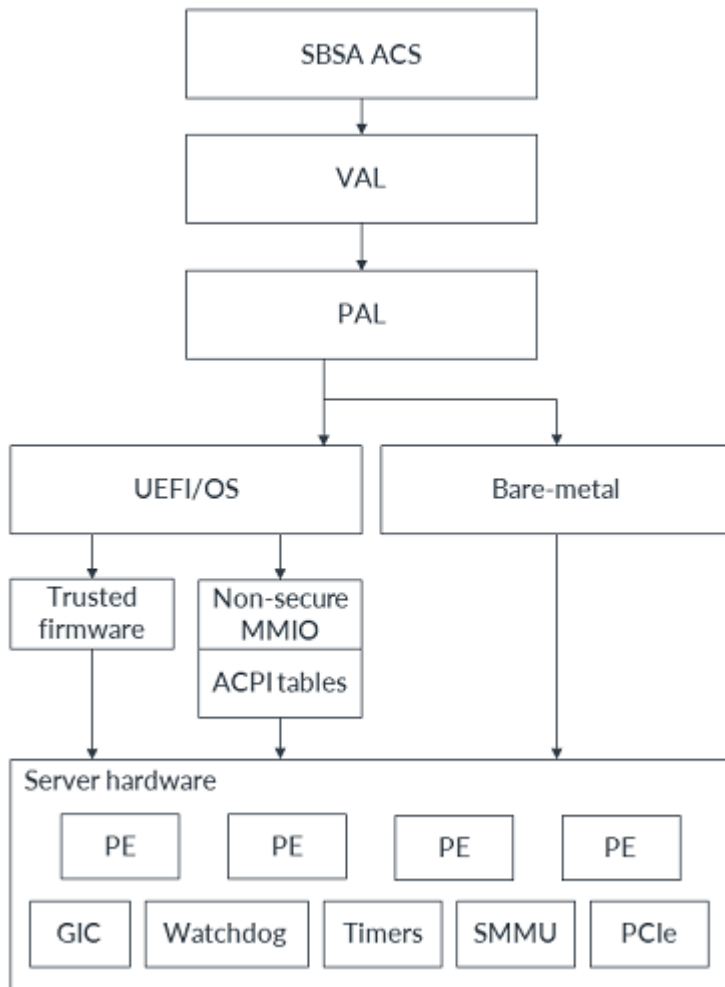 SBSA ACS
VAL
PAL
UEFI/OS
Bare-metal
Trusted
firmware
Non-secure
MMIO
ACPI tables
Server hardware
PE
PE
PE
PE
GIC
Watchdog
Timers
SMMU
PCIe